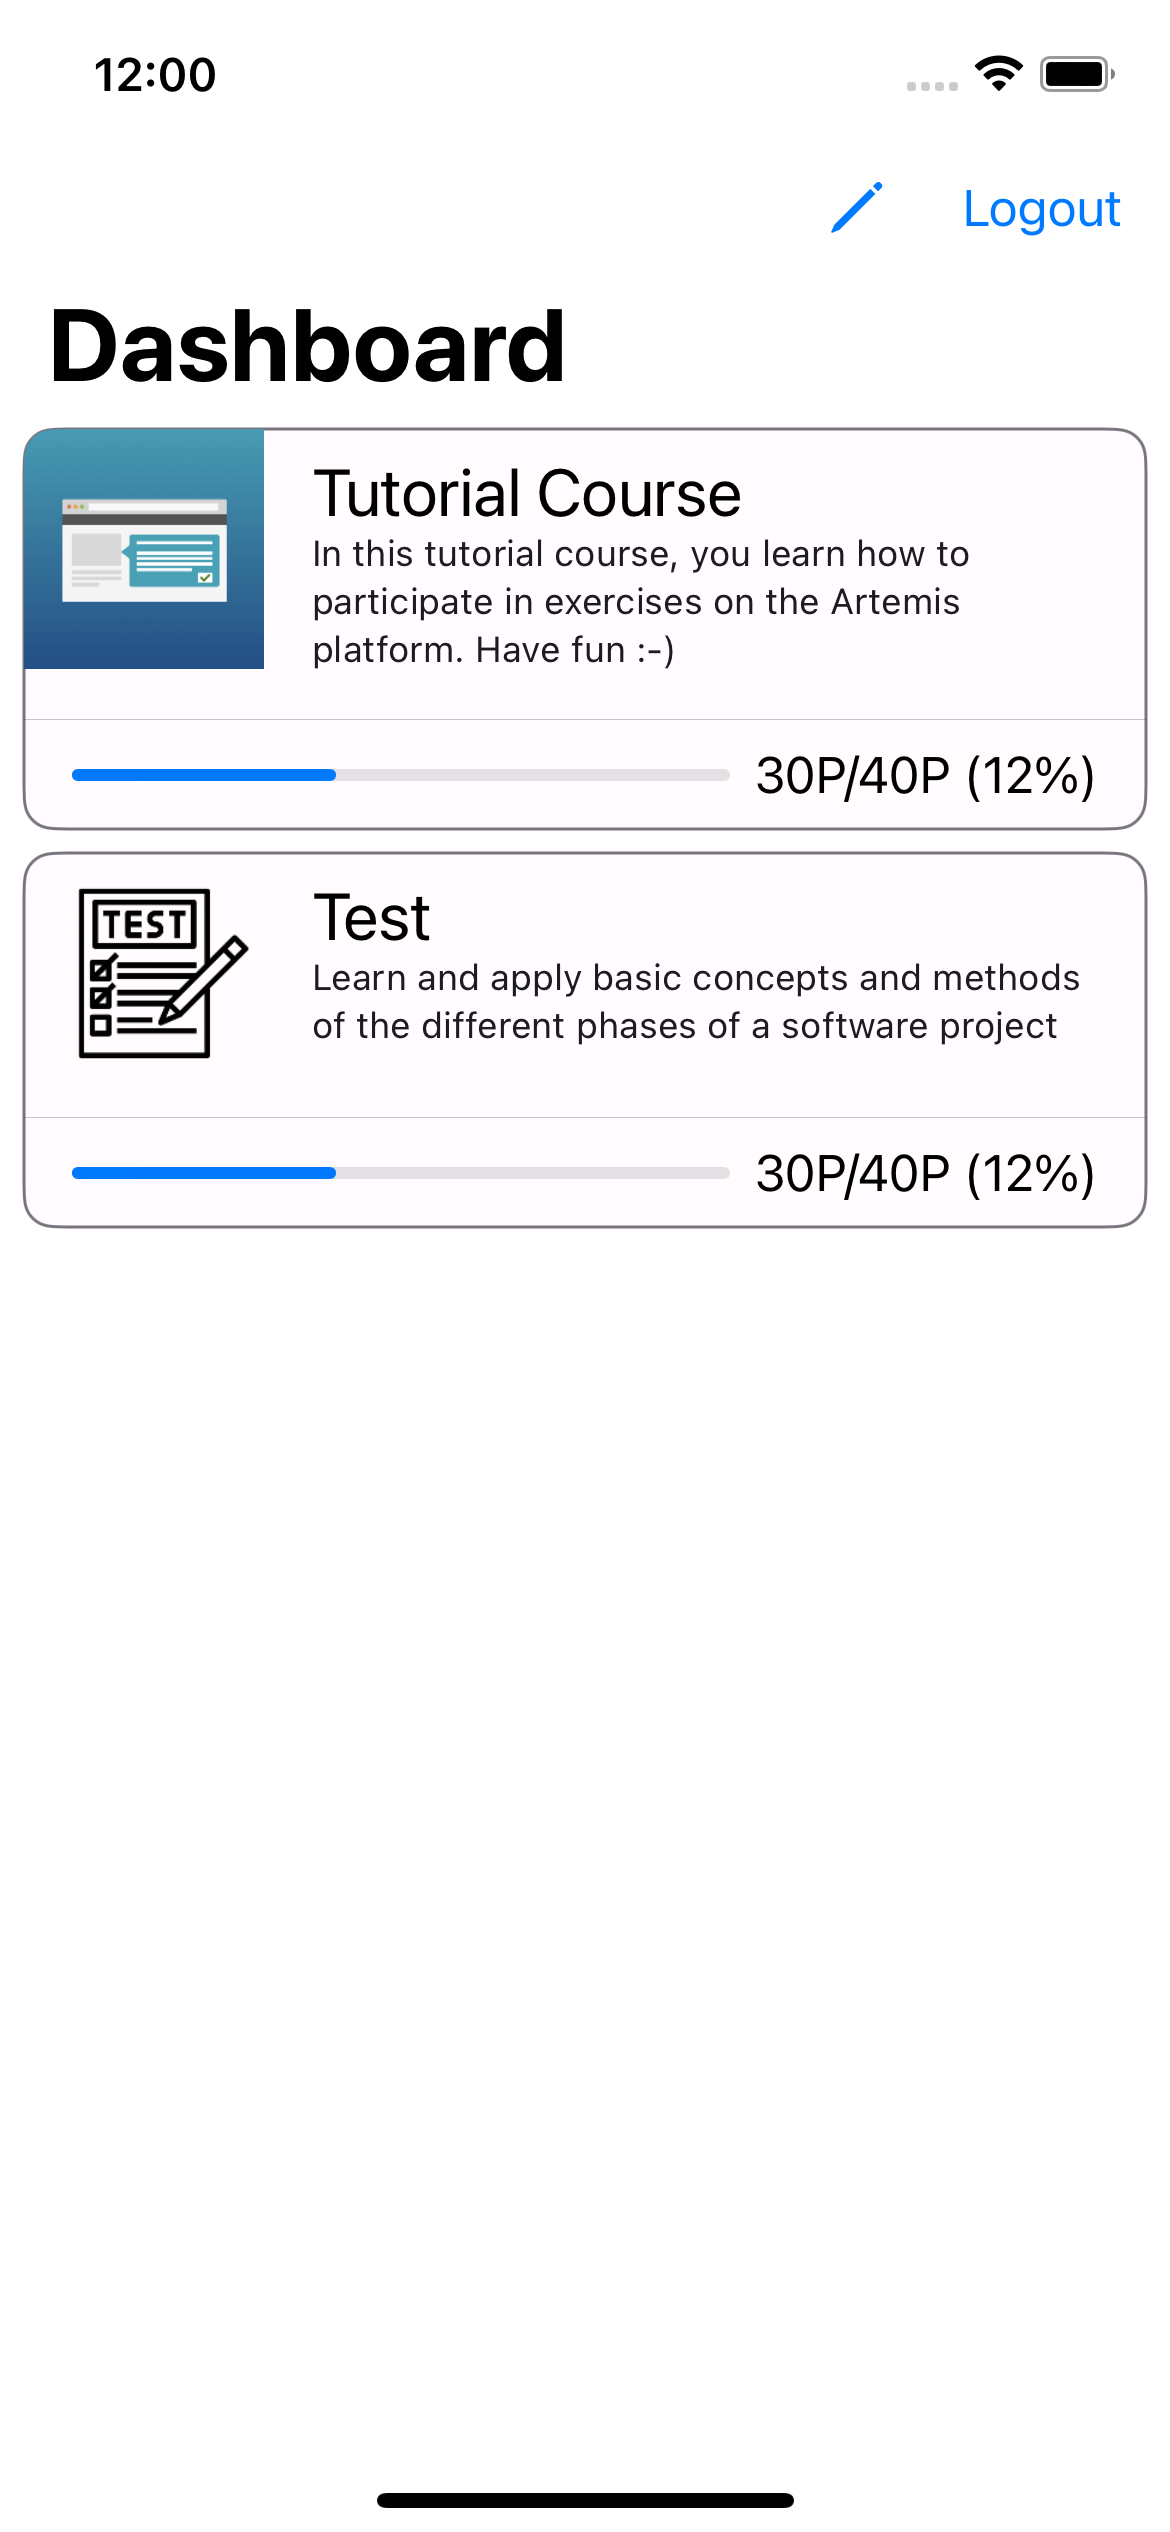 12:00
Logout
Dashboard
Tutorial Course
In this tutorial course, you learn how to
participate in exercises on the Artemis
platform. Have fun :-)
30P/40P (12%)
TEST
Test
Learn and apply basic concepts and methods
of the different phases of a software project
30P/40P (12%)